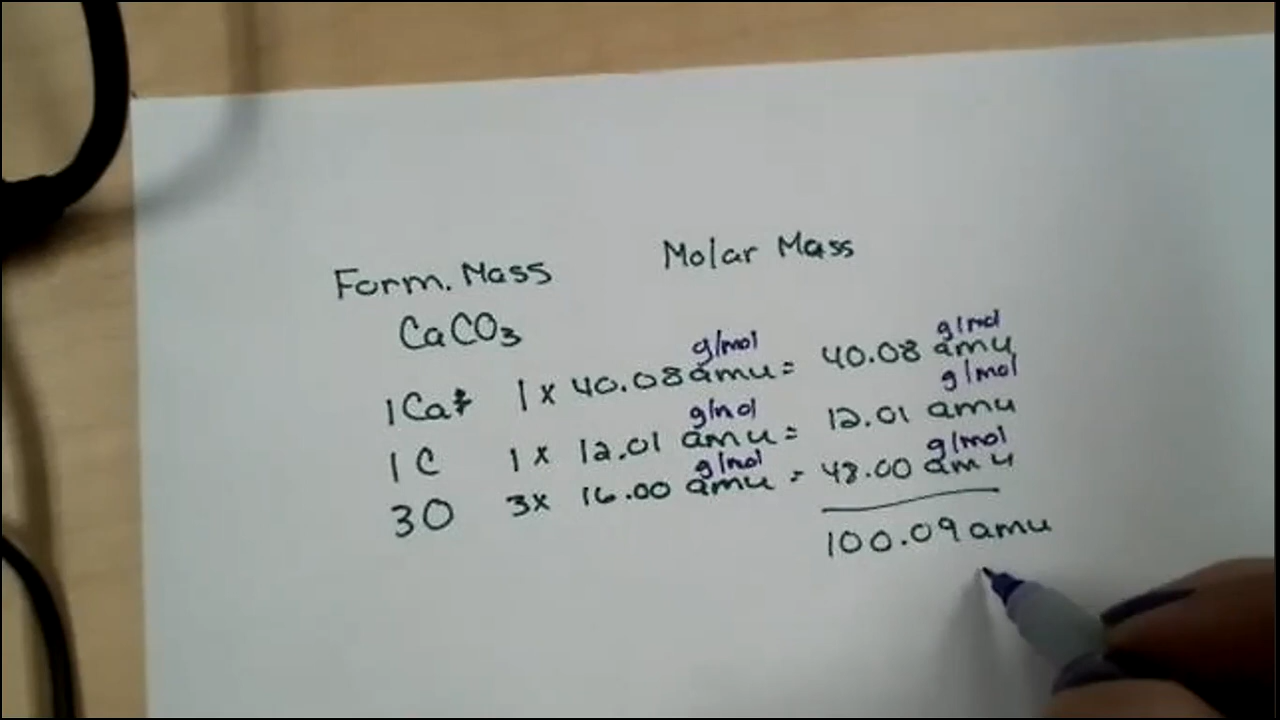 Form. Mass Molar Mass
CaCO₃
g/mol g/mol
1Ca 1 x 40.08 amu = 40.08 amu
g/mol g/mol
1 C 1 x 12.01 amu = 12.01 amu
g/mol g/mol
3O 3x 16.00 amu = 48.00 amu
100.09 amu